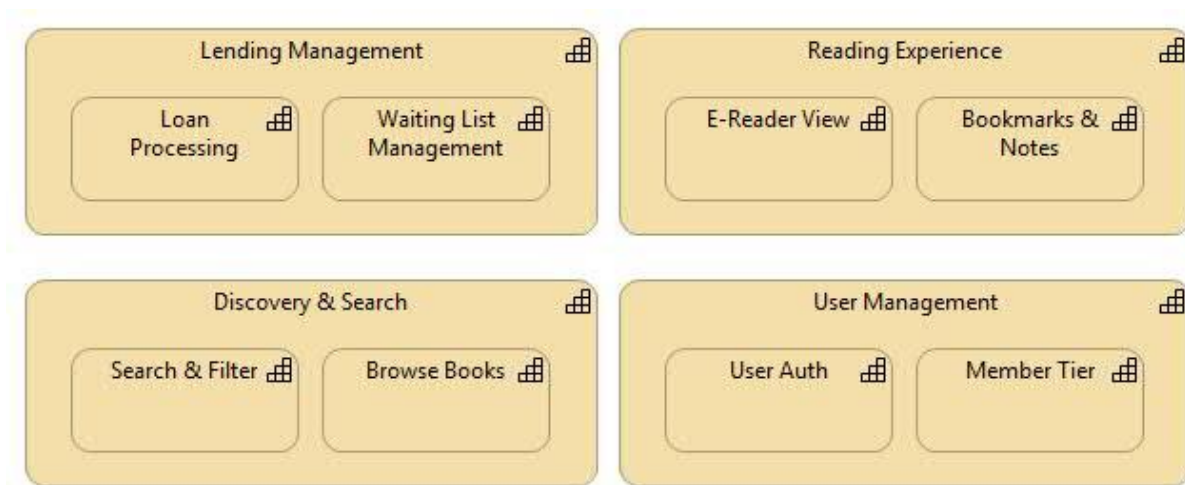 Lending Management
Loan
Processing
Waiting List
Management
Reading Experience
E-Reader View
Bookmarks &
Notes
Discovery & Search
Search & Filter
Browse Books
User Management
User Auth
Member Tier